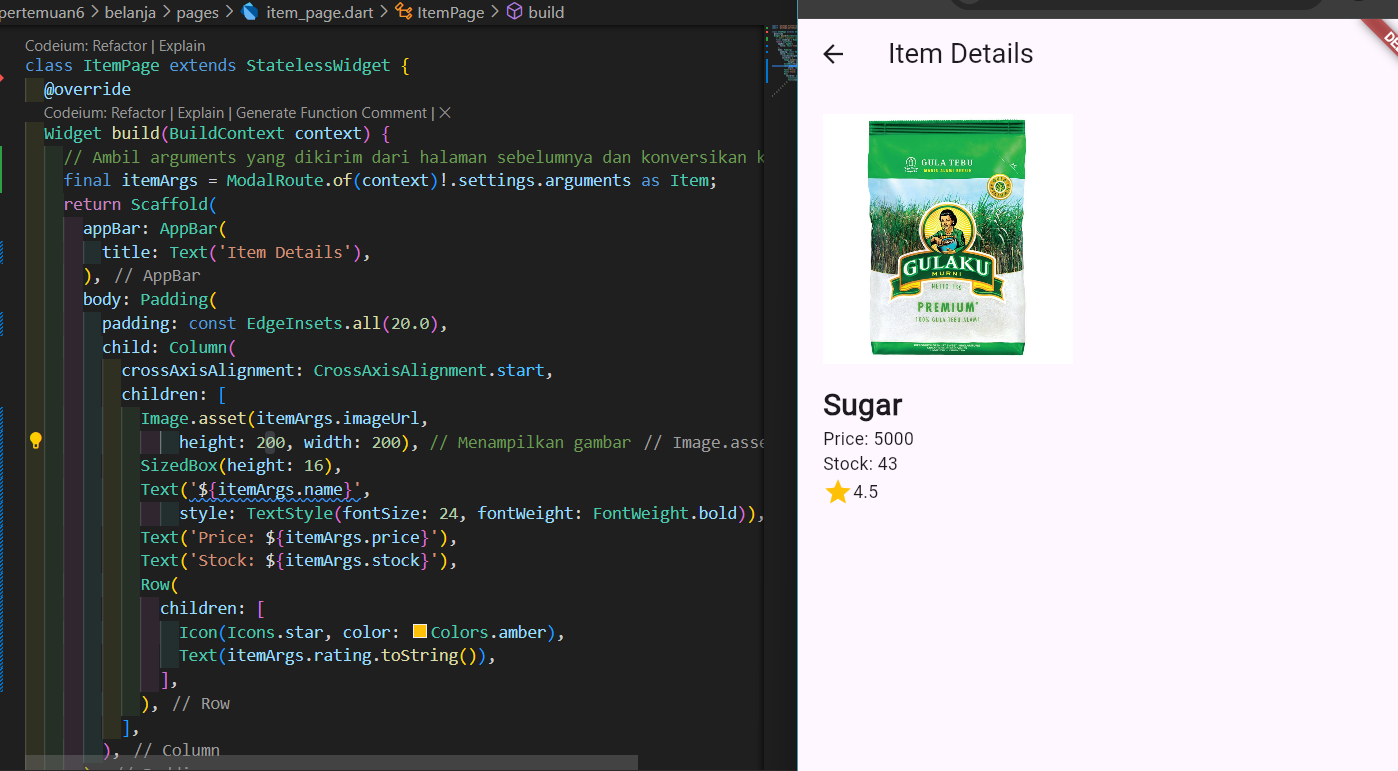 pertemuan6 > belanja > pages > item_page.dart > ItemPage > build
Codeium: Refactor | Explain
class ItemPage extends StatelessWidget {
@override
Codeium: Refactor | Explain | Generate Function Comment | ×
Widget build(BuildContext context) {
// Ambil arguments yang dikirim dari halaman sebelumnya dan konversikan k
final itemArgs = ModalRoute.of(context)!.settings.arguments as Item;
return Scaffold(
appBar: AppBar(
title: Text('Item Details'),
), // AppBar
body: Padding(
padding: const EdgeInsets.all(20.0),
child: Column(
crossAxisAlignment: CrossAxisAlignment.start,
children: [
Image.asset(itemArgs.imageUrl,
height: 200, width: 200), // Menampilkan gambar // Image.asse
SizedBox(height: 16),
Text('${itemArgs.name}',
style: TextStyle(fontSize: 24, fontWeight: FontWeight.bold)),
Text('Price: ${itemArgs.price}'),
Text('Stock: ${itemArgs.stock}'),
Row(
children: [
Icon(Icons.star, color: Colors.amber),
Text(itemArgs.rating.toString()),
],
), // Row
],
), // Column
Item Details
GULA TEBU
GULAKU
MURNI
PREMIUM
100% GULA TEBU ALAMI
Sugar
Price: 5000
Stock: 43
4.5